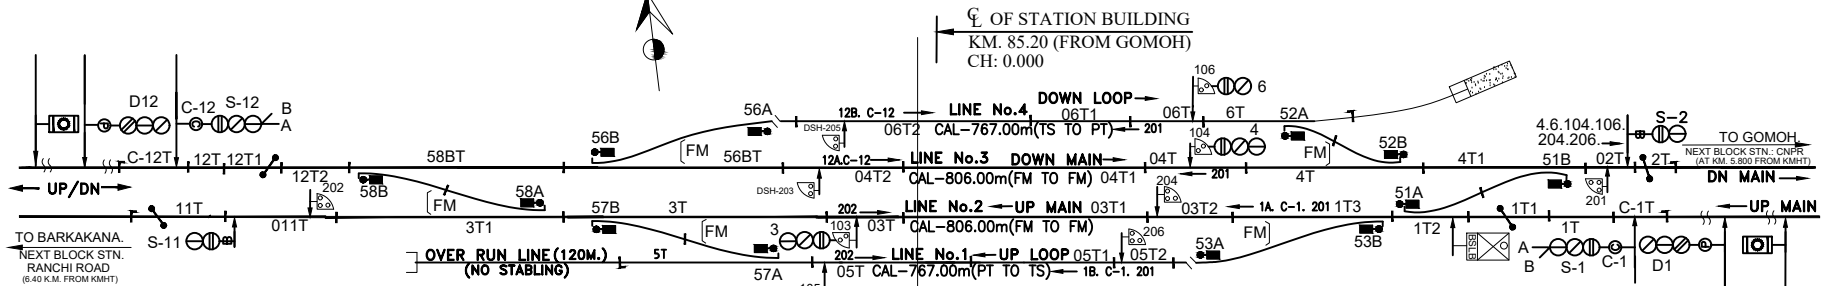 ℄ OF STATION BUILDING
KM. 85.20 (FROM GOMOH)
CH: 0.000
D12
C-12
S-12
B
A
56A
12B. C-12
LINE No.4
DOWN LOOP
06T1
06T
106
6
6T
52A
DSH-205
06T2
CAL-767.00m(TS TO PT)
201
104
4
4.6.104.106.
204.206.
S-2
TO GOMOH
NEXT BLOCK STN.: CNPR
(AT KM. 5.800 FROM KMHT)
C-12T
12T
12T1
58BT
56B
FM
56BT
12A.C-12
LINE No.3
DOWN MAIN
04T
FM
52B
4T1
51B
02T
2T
UP/DN
12T2
202
58B
58A
DSH-203
04T2
CAL-806.00m(FM TO FM)
04T1
201
204
4T
51A
201
DN MAIN
11T
FM
57B
3T
202
LINE No.2
UP MAIN
03T1
03T2
1A. C-1. 201
1T3
1T1
C-1T
UP MAIN
S-11
011T
3T1
FM
3
103
03T
CAL-806.00m(FM TO FM)
206
FM
53B
1T2
1T
TO BARKAKANA.
NEXT BLOCK STN.
RANCHI ROAD
(6.40 K.M. FROM KMHT)
OVER RUN LINE(120M.)
(NO STABLING)
5T
57A
202
LINE No.1
UP LOOP
05T1
05T2
53A
05T
CAL-767.00m(PT TO TS)
1B. C-1. 201
BSLB
A
B
S-1
C-1
D1